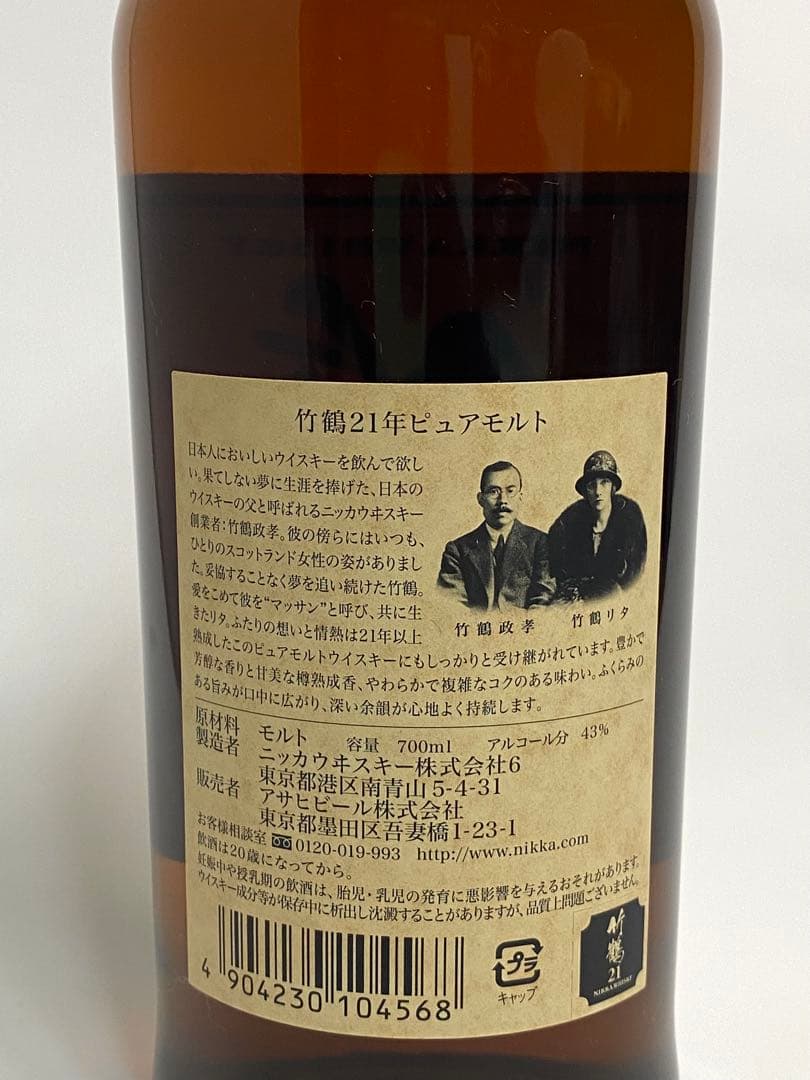 竹鶴21年ピュアモルト
日本人においしいウイスキーを飲んで欲し
い。果てしない夢に生涯を捧げた、日本の
ウイスキーの父と呼ばれるニッカウヰスキー
創業者:竹鶴政孝。彼の傍らにはいつも、
ひとりのスコットランド女性の姿がありまし
た。妥協することなく夢を追い続けた竹鶴。
愛をこめて彼を“マッサン”と呼び、共に生
きたリタ。ふたりの想いと情熱は21年以上
熟成したこのピュアモルトウイスキーにもしっかりと受け継がれています。豊かで
芳醇な香りと甘美な樽熟成香、やわらかで複雑なコクのある味わい。ふくらみの
ある旨みが口中に広がり、深い余韻が心地よく持続します。
竹鶴政孝
竹鶴リタ
原材料 モルト 容量 700ml アルコール分 43%
製造者 ニッカウヰスキー株式会社6
東京都港区南青山5-4-31
販売者 アサヒビール株式会社
東京都墨田区吾妻橋1-23-1
お客様相談室 0120-019-993 http://www.nikka.com
飲酒は20歳になってから。
妊娠中や授乳期の飲酒は、胎児・乳児の発育に悪影響を与えるおそれがあります。
ウイスキー成分等が保存中に析出し沈澱することがありますが、品質上問題ございません。
4 904230 104568
プラ
キャップ
竹鶴
21
NIKKA WHISKY